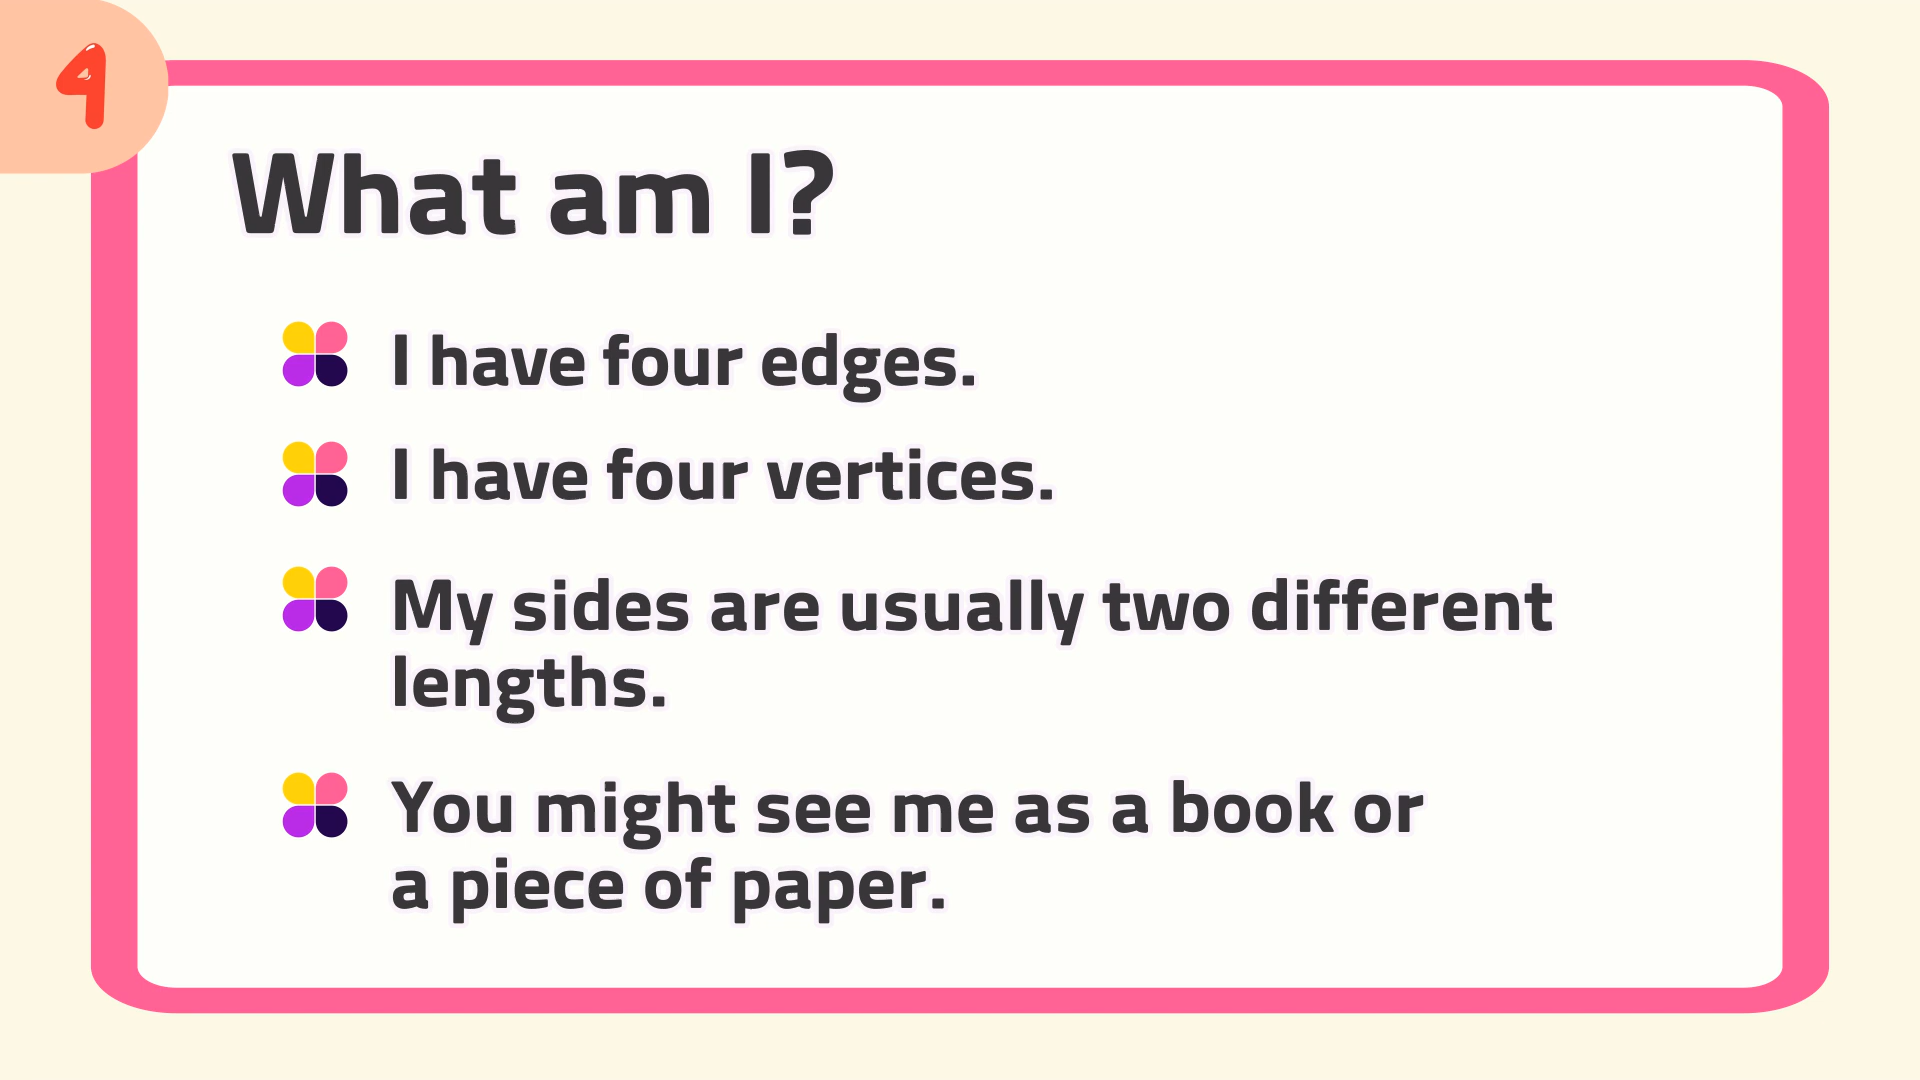 4
What am I?
I have four edges.
I have four vertices.
My sides are usually two different
lengths.
You might see me as a book or
a piece of paper.